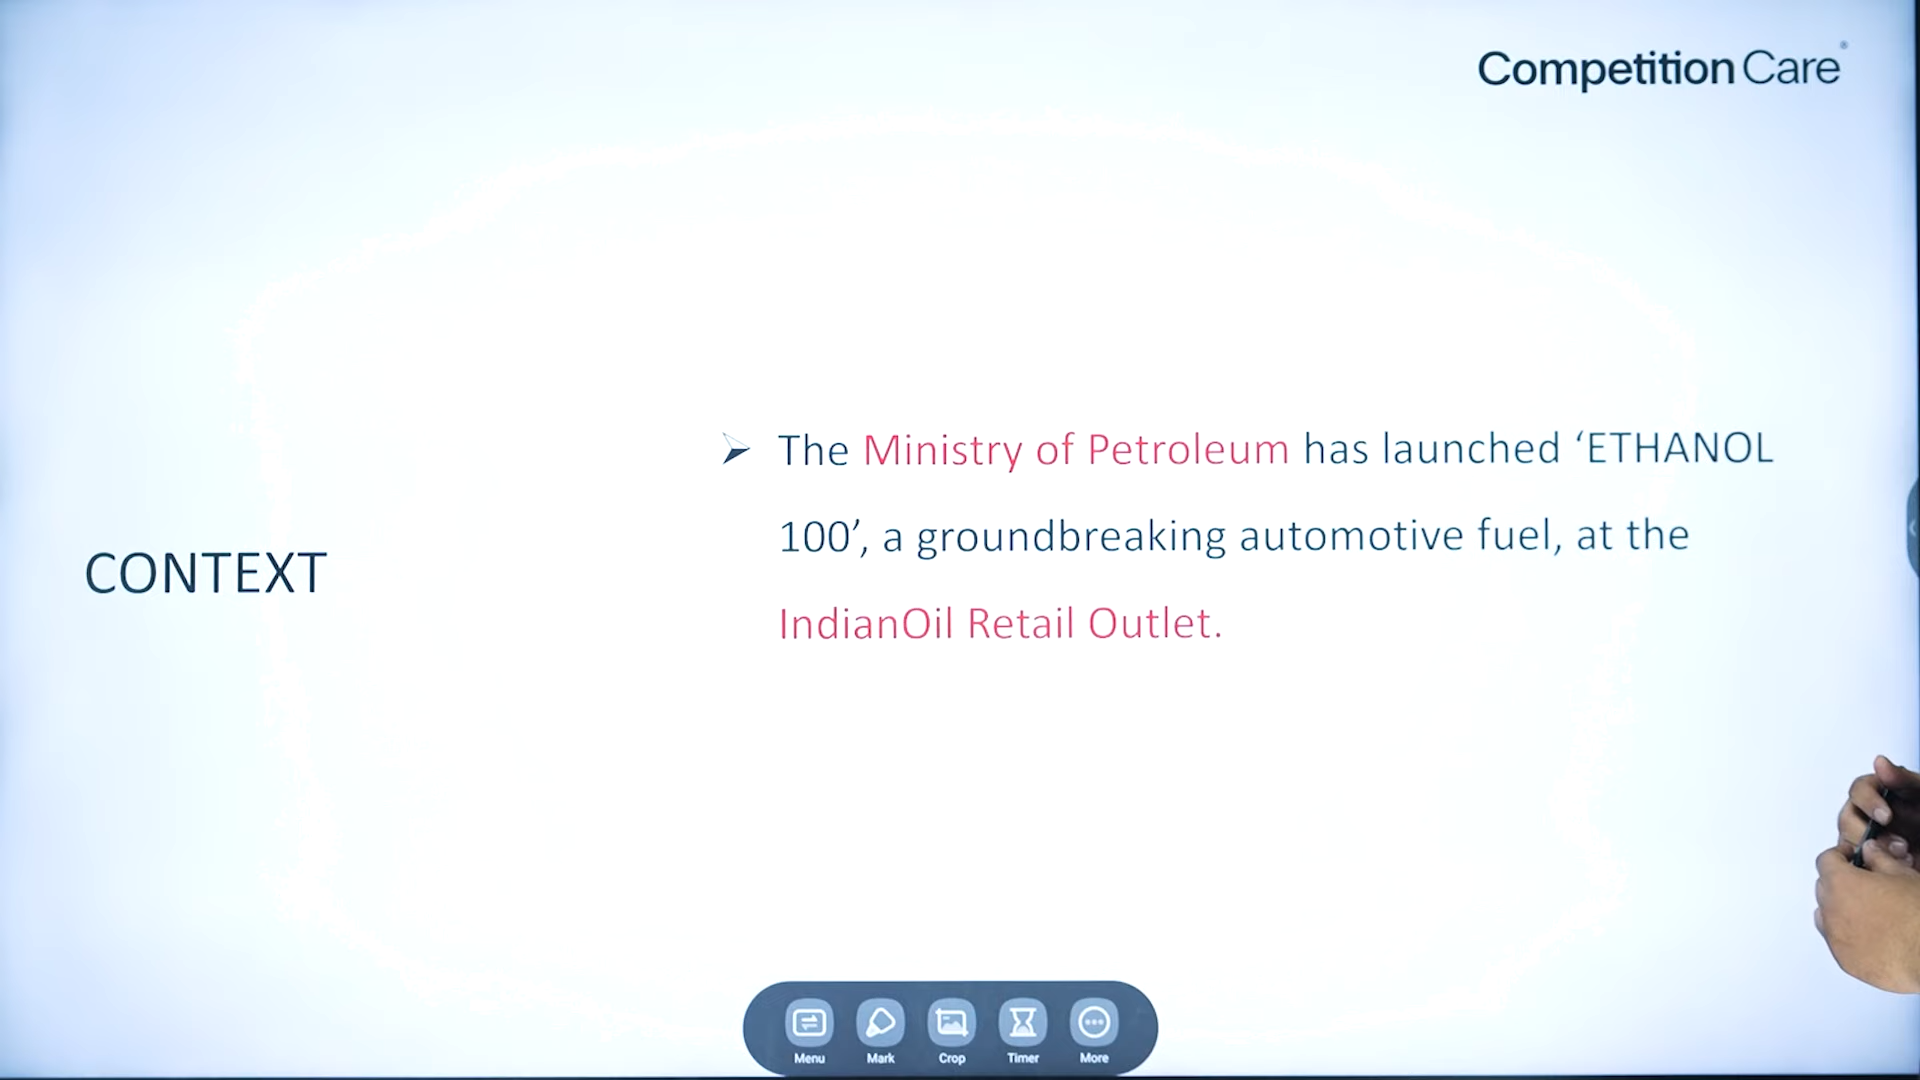 Competition Care
The Ministry of Petroleum has launched ‘ETHANOL
100’, a groundbreaking automotive fuel, at the
CONTEXT
IndianOil Retail Outlet.
Menu
Mark
Crop
Timer
More